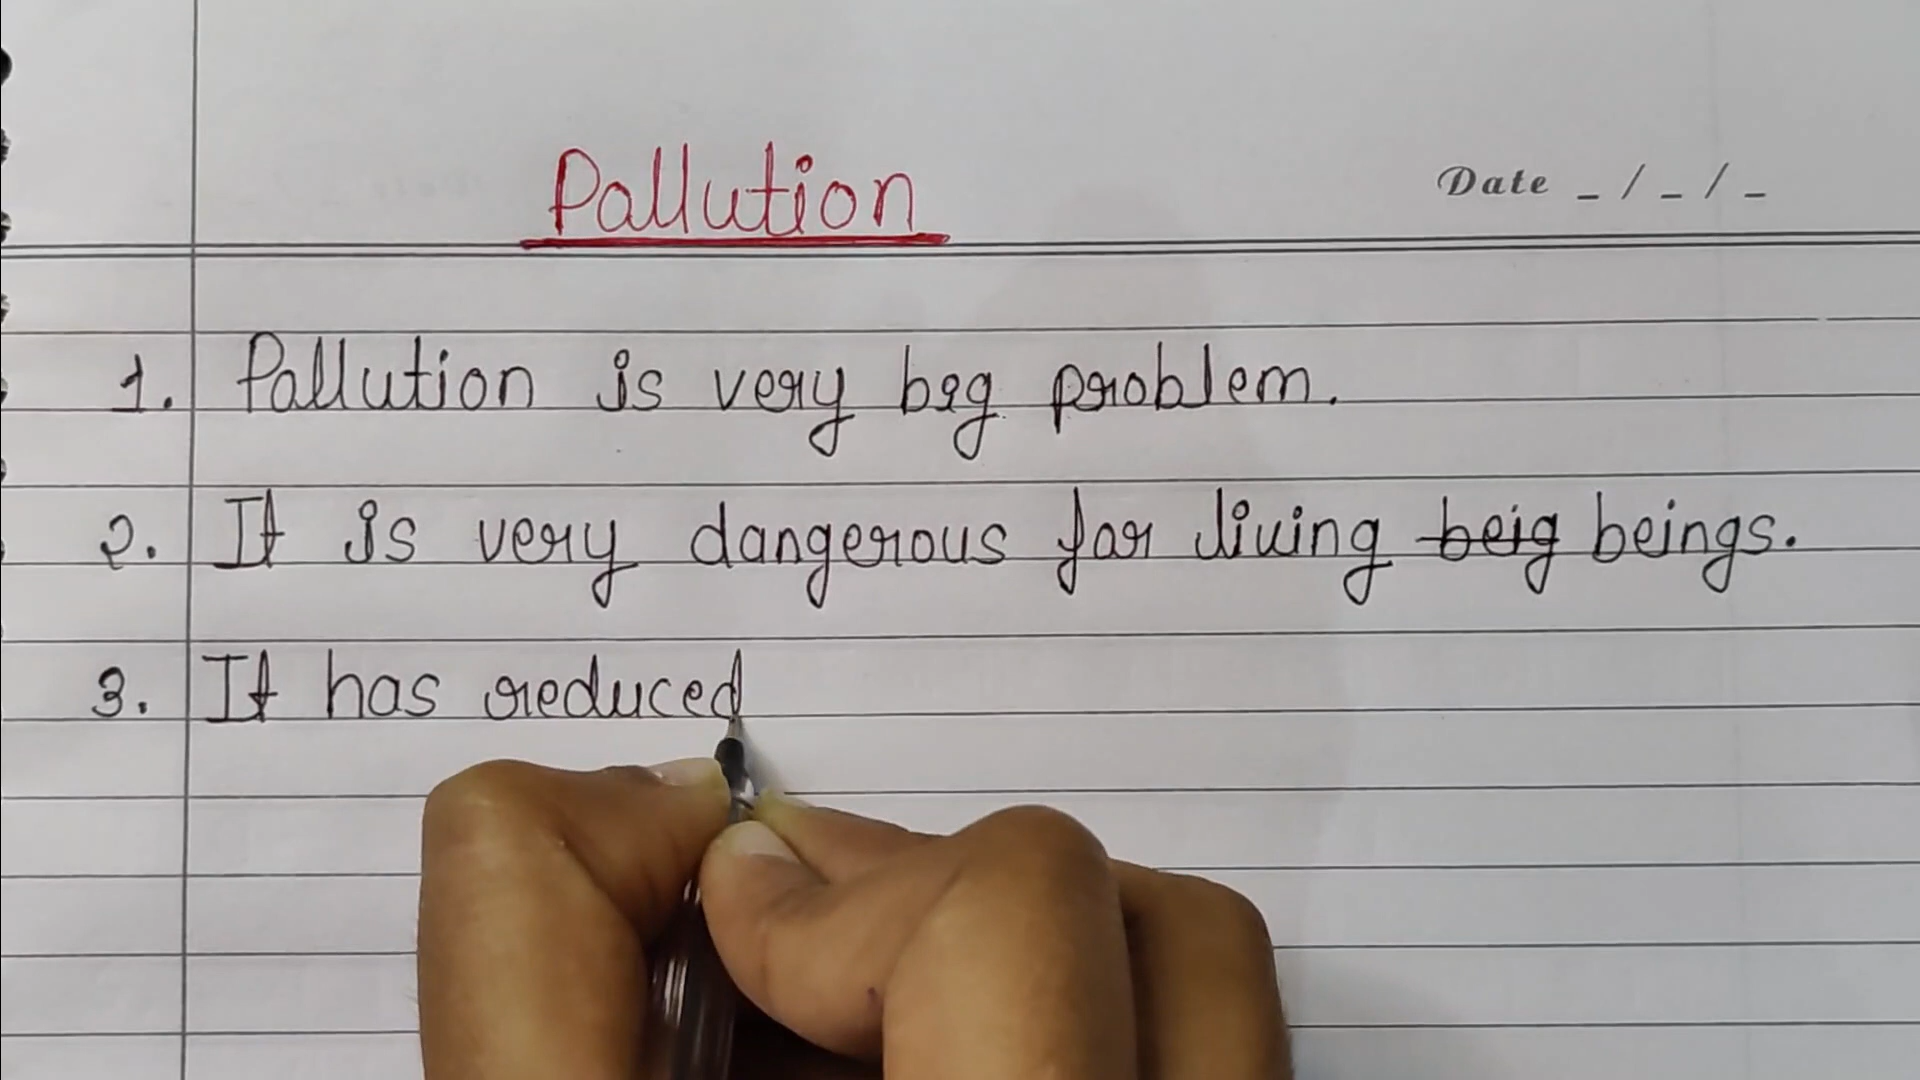 Pallution
Date _ / _ / _
1. Pallution is very big problem.
2. It is very dangerous for living beig beings.
3. It has reduced